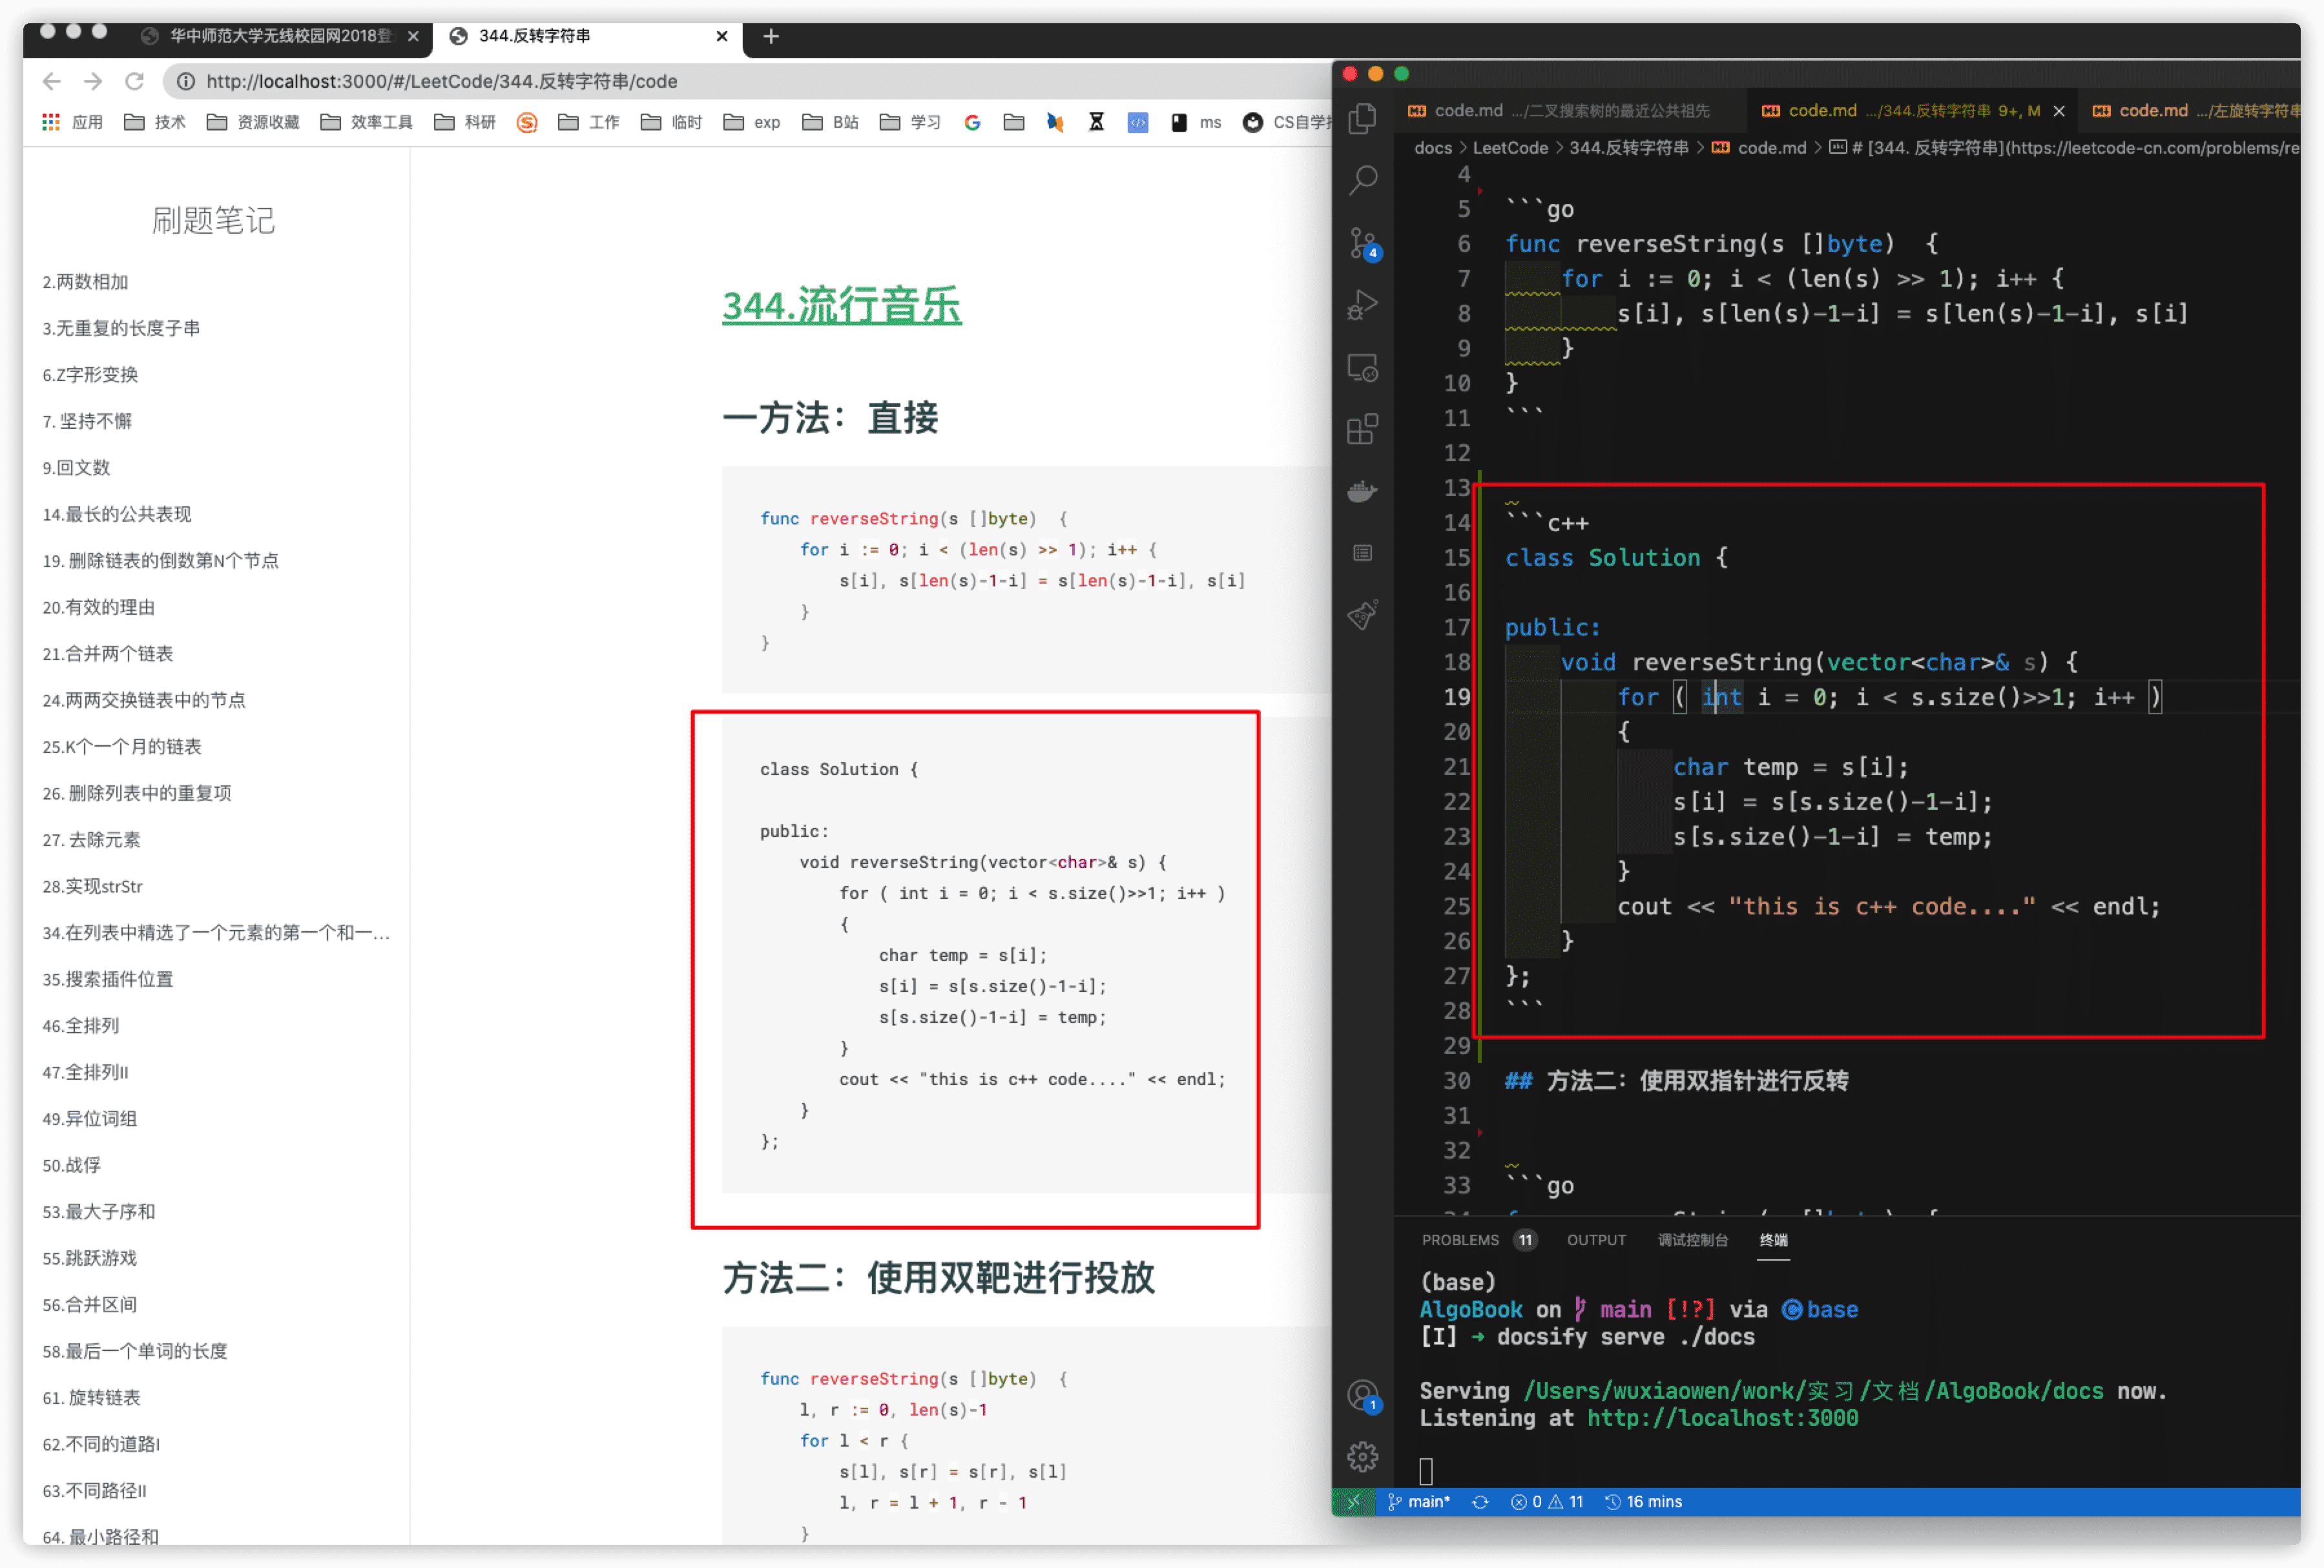 华中师范大学无线校园网2018登
344.反转字符串
http://localhost:3000/#/LeetCode/344.反转字符串/code
应用
技术
资源收藏
效率工具
科研
工作
临时
exp
B站
学习
ms
CS自学
刷题笔记
2.两数相加
3.无重复的长度子串
6.Z字形变换
7. 坚持不懈
9.回文数
14.最长的公共表现
19. 删除链表的倒数第N个节点
20.有效的理由
21.合并两个链表
24.两两交换链表中的节点
25.K个一个月的链表
26. 删除列表中的重复项
27. 去除元素
28.实现strStr
34.在列表中精选了一个元素的第一个和一...
35.搜索插件位置
46.全排列
47.全排列II
49.异位词组
50.战俘
53.最大子序和
55.跳跃游戏
56.合并区间
58.最后一个单词的长度
61. 旋转链表
62.不同的道路I
63.不同路径II
64. 最小路径和
344.流行音乐
一方法：直接
func reverseString(s []byte)  {
    for i := 0; i < (len(s) >> 1); i++ {
        s[i], s[len(s)-1-i] = s[len(s)-1-i], s[i]
    }
}
class Solution {
public:
    void reverseString(vector<char>& s) {
        for ( int i = 0; i < s.size()>>1; i++ )
        {
            char temp = s[i];
            s[i] = s[s.size()-1-i];
            s[s.size()-1-i] = temp;
        }
        cout << "this is c++ code...." << endl;
    }
};
方法二：使用双靶进行投放
func reverseString(s []byte)  {
    l, r := 0, len(s)-1
    for l < r {
        s[l], s[r] = s[r], s[l]
        l, r = l + 1, r - 1
    }
code.md .../二叉搜索树的最近公共祖先
code.md .../344.反转字符串 9+, M
code.md .../左旋转字符串
docs > LeetCode > 344.反转字符串 > code.md > # [344. 反转字符串](https://leetcode-cn.com/problems/re
4
5 ```go
6 func reverseString(s []byte)  {
7     for i := 0; i < (len(s) >> 1); i++ {
8         s[i], s[len(s)-1-i] = s[len(s)-1-i], s[i]
9     }
10 }
11 ```
12
13
14 ```c++
15 class Solution {
16
17 public:
18     void reverseString(vector<char>& s) {
19         for ( int i = 0; i < s.size()>>1; i++ )
20         {
21             char temp = s[i];
22             s[i] = s[s.size()-1-i];
23             s[s.size()-1-i] = temp;
24         }
25         cout << "this is c++ code...." << endl;
26     }
27 };
28 ```
29
30 ## 方法二：使用双指针进行反转
31
32
33 ```go
4
1
PROBLEMS 11 OUTPUT 调试控制台 终端
(base)
AlgoBook on main [!?] via C base
[I] → docsify serve ./docs
Serving /Users/wuxiaowen/work/实习/文档/AlgoBook/docs now.
Listening at http://localhost:3000
main* 0 11 16 mins